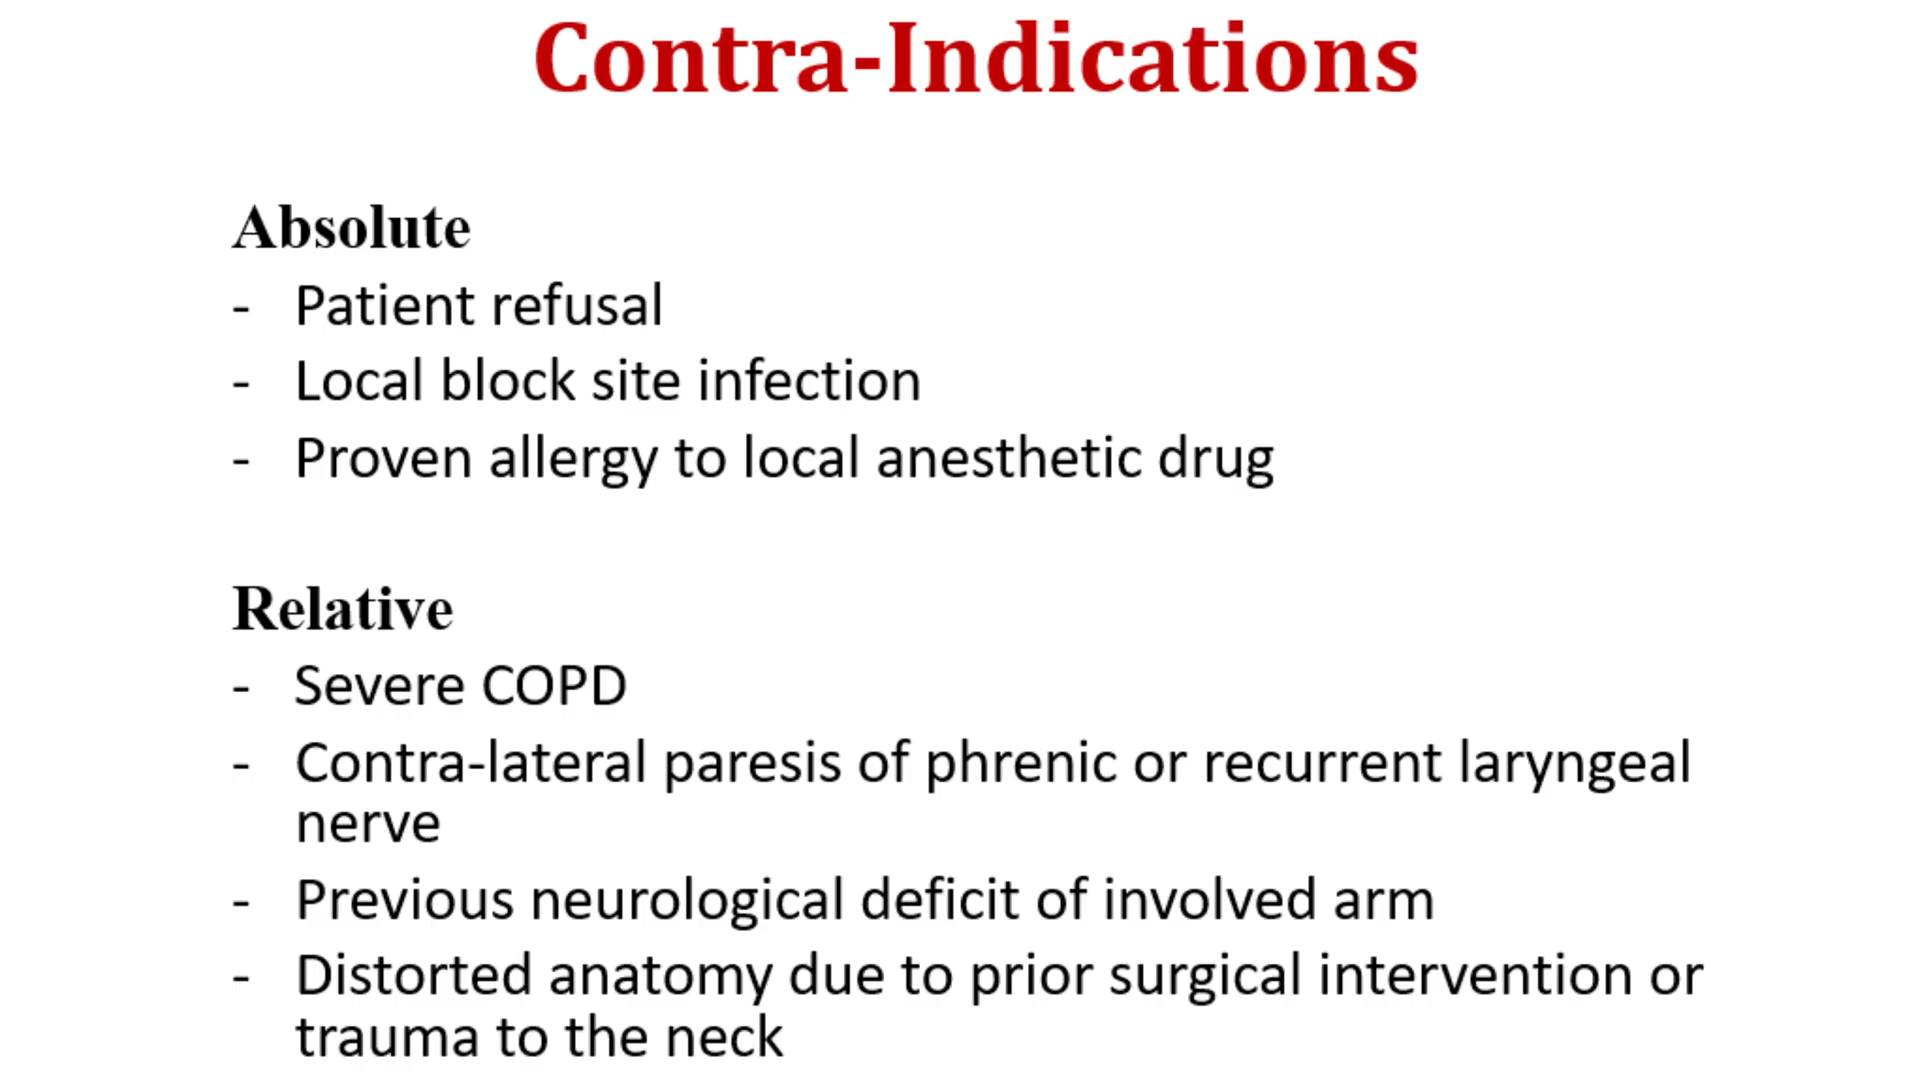 Contra-Indications
Absolute
- Patient refusal
- Local block site infection
- Proven allergy to local anesthetic drug
Relative
- Severe COPD
- Contra-lateral paresis of phrenic or recurrent laryngeal
nerve
- Previous neurological deficit of involved arm
- Distorted anatomy due to prior surgical intervention or
trauma to the neck